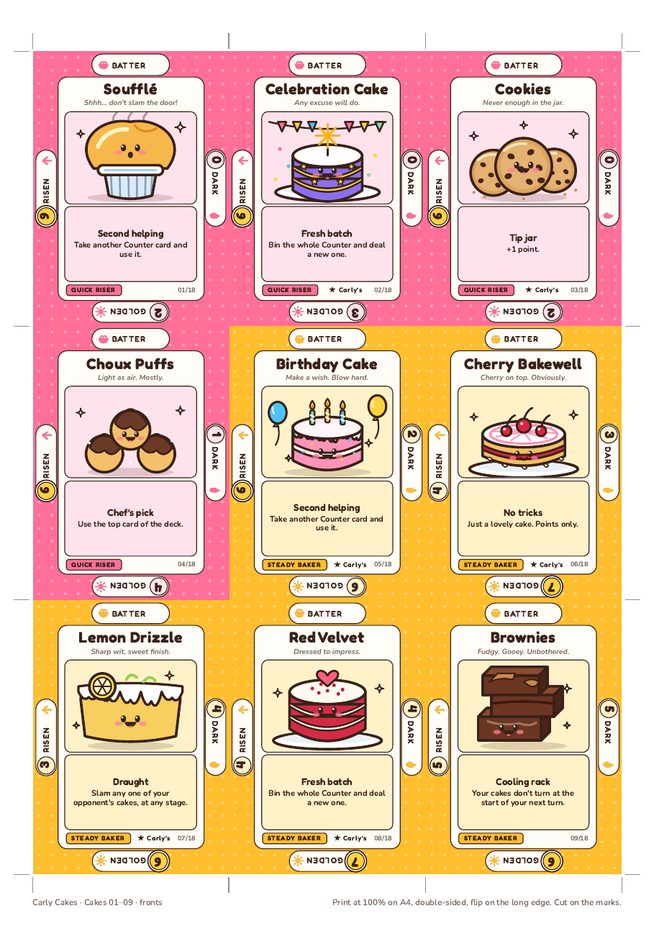 BATTER
Soufflé
Shhh... don't slam the door!
RISEN 6
0 DARK
Second helping
Take another Counter card and
use it.
QUICK RISER 01/18
GOLDEN 2
BATTER
Celebration Cake
Any excuse will do.
RISEN 6
0 DARK
Fresh batch
Bin the whole Counter and deal
a new one.
QUICK RISER ★ Carly's 02/18
GOLDEN 3
BATTER
Cookies
Never enough in the jar.
RISEN 6
0 DARK
Tip jar
+1 point.
QUICK RISER ★ Carly's 03/18
GOLDEN 2
BATTER
Choux Puffs
Light as air. Mostly.
RISEN 6
1 DARK
Chef's pick
Use the top card of the deck.
QUICK RISER 04/18
GOLDEN 4
BATTER
Birthday Cake
Make a wish. Blow hard.
RISEN 6
2 DARK
Second helping
Take another Counter card and
use it.
STEADY BAKER ★ Carly's 05/18
GOLDEN 6
BATTER
Cherry Bakewell
Cherry on top. Obviously.
RISEN 4
3 DARK
No tricks
Just a lovely cake. Points only.
STEADY BAKER ★ Carly's 06/18
GOLDEN 7
BATTER
Lemon Drizzle
Sharp wit, sweet finish.
RISEN 3
4 DARK
Draught
Slam any one of your
opponent's cakes, at any stage.
STEADY BAKER ★ Carly's 07/18
GOLDEN 6
BATTER
Red Velvet
Dressed to impress.
RISEN 4
4 DARK
Fresh batch
Bin the whole Counter and deal
a new one.
STEADY BAKER ★ Carly's 08/18
GOLDEN 7
BATTER
Brownies
Fudgy. Gooey. Unbothered.
RISEN 5
5 DARK
Cooling rack
Your cakes don't turn at the
start of your next turn.
STEADY BAKER 09/18
GOLDEN 6
Carly Cakes · Cakes 01–09 · fronts
Print at 100% on A4, double-sided, flip on the long edge. Cut on the marks.